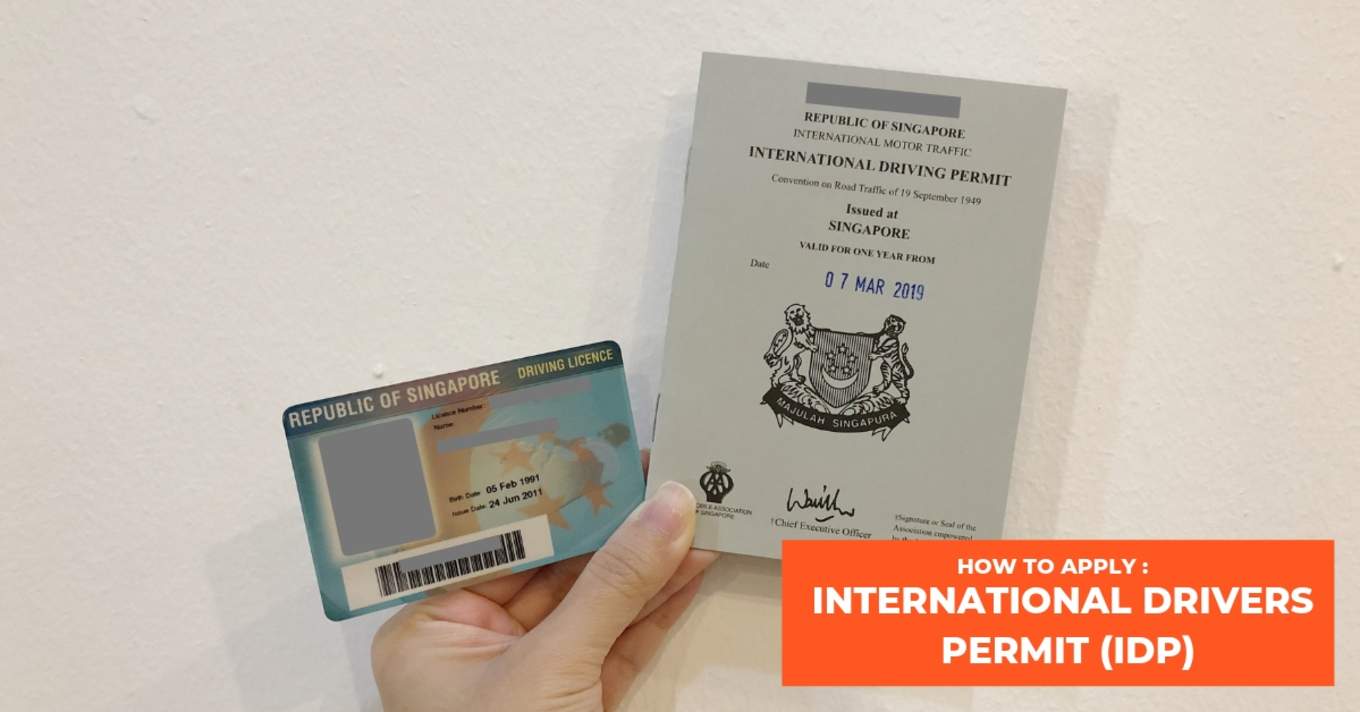 REPUBLIC OF SINGAPORE
INTERNATIONAL MOTOR TRAFFIC
INTERNATIONAL DRIVING PERMIT
Convention on Road Traffic of 19 September 1949
Issued at
SINGAPORE
VALID FOR ONE YEAR FROM
Date
07 MAR 2019
MAJULAH SINGAPURA
AA
ASSOCIATION
OF SINGAPORE
†Chief Executive Officer
†Signature or Seal of the
Association empowered
REPUBLIC OF SINGAPORE DRIVING LICENCE
Licence Number:
Name:
Birth Date: 05 Feb 1991
Issue Date: 24 Jun 2011
HOW TO APPLY :
INTERNATIONAL DRIVERS
PERMIT (IDP)